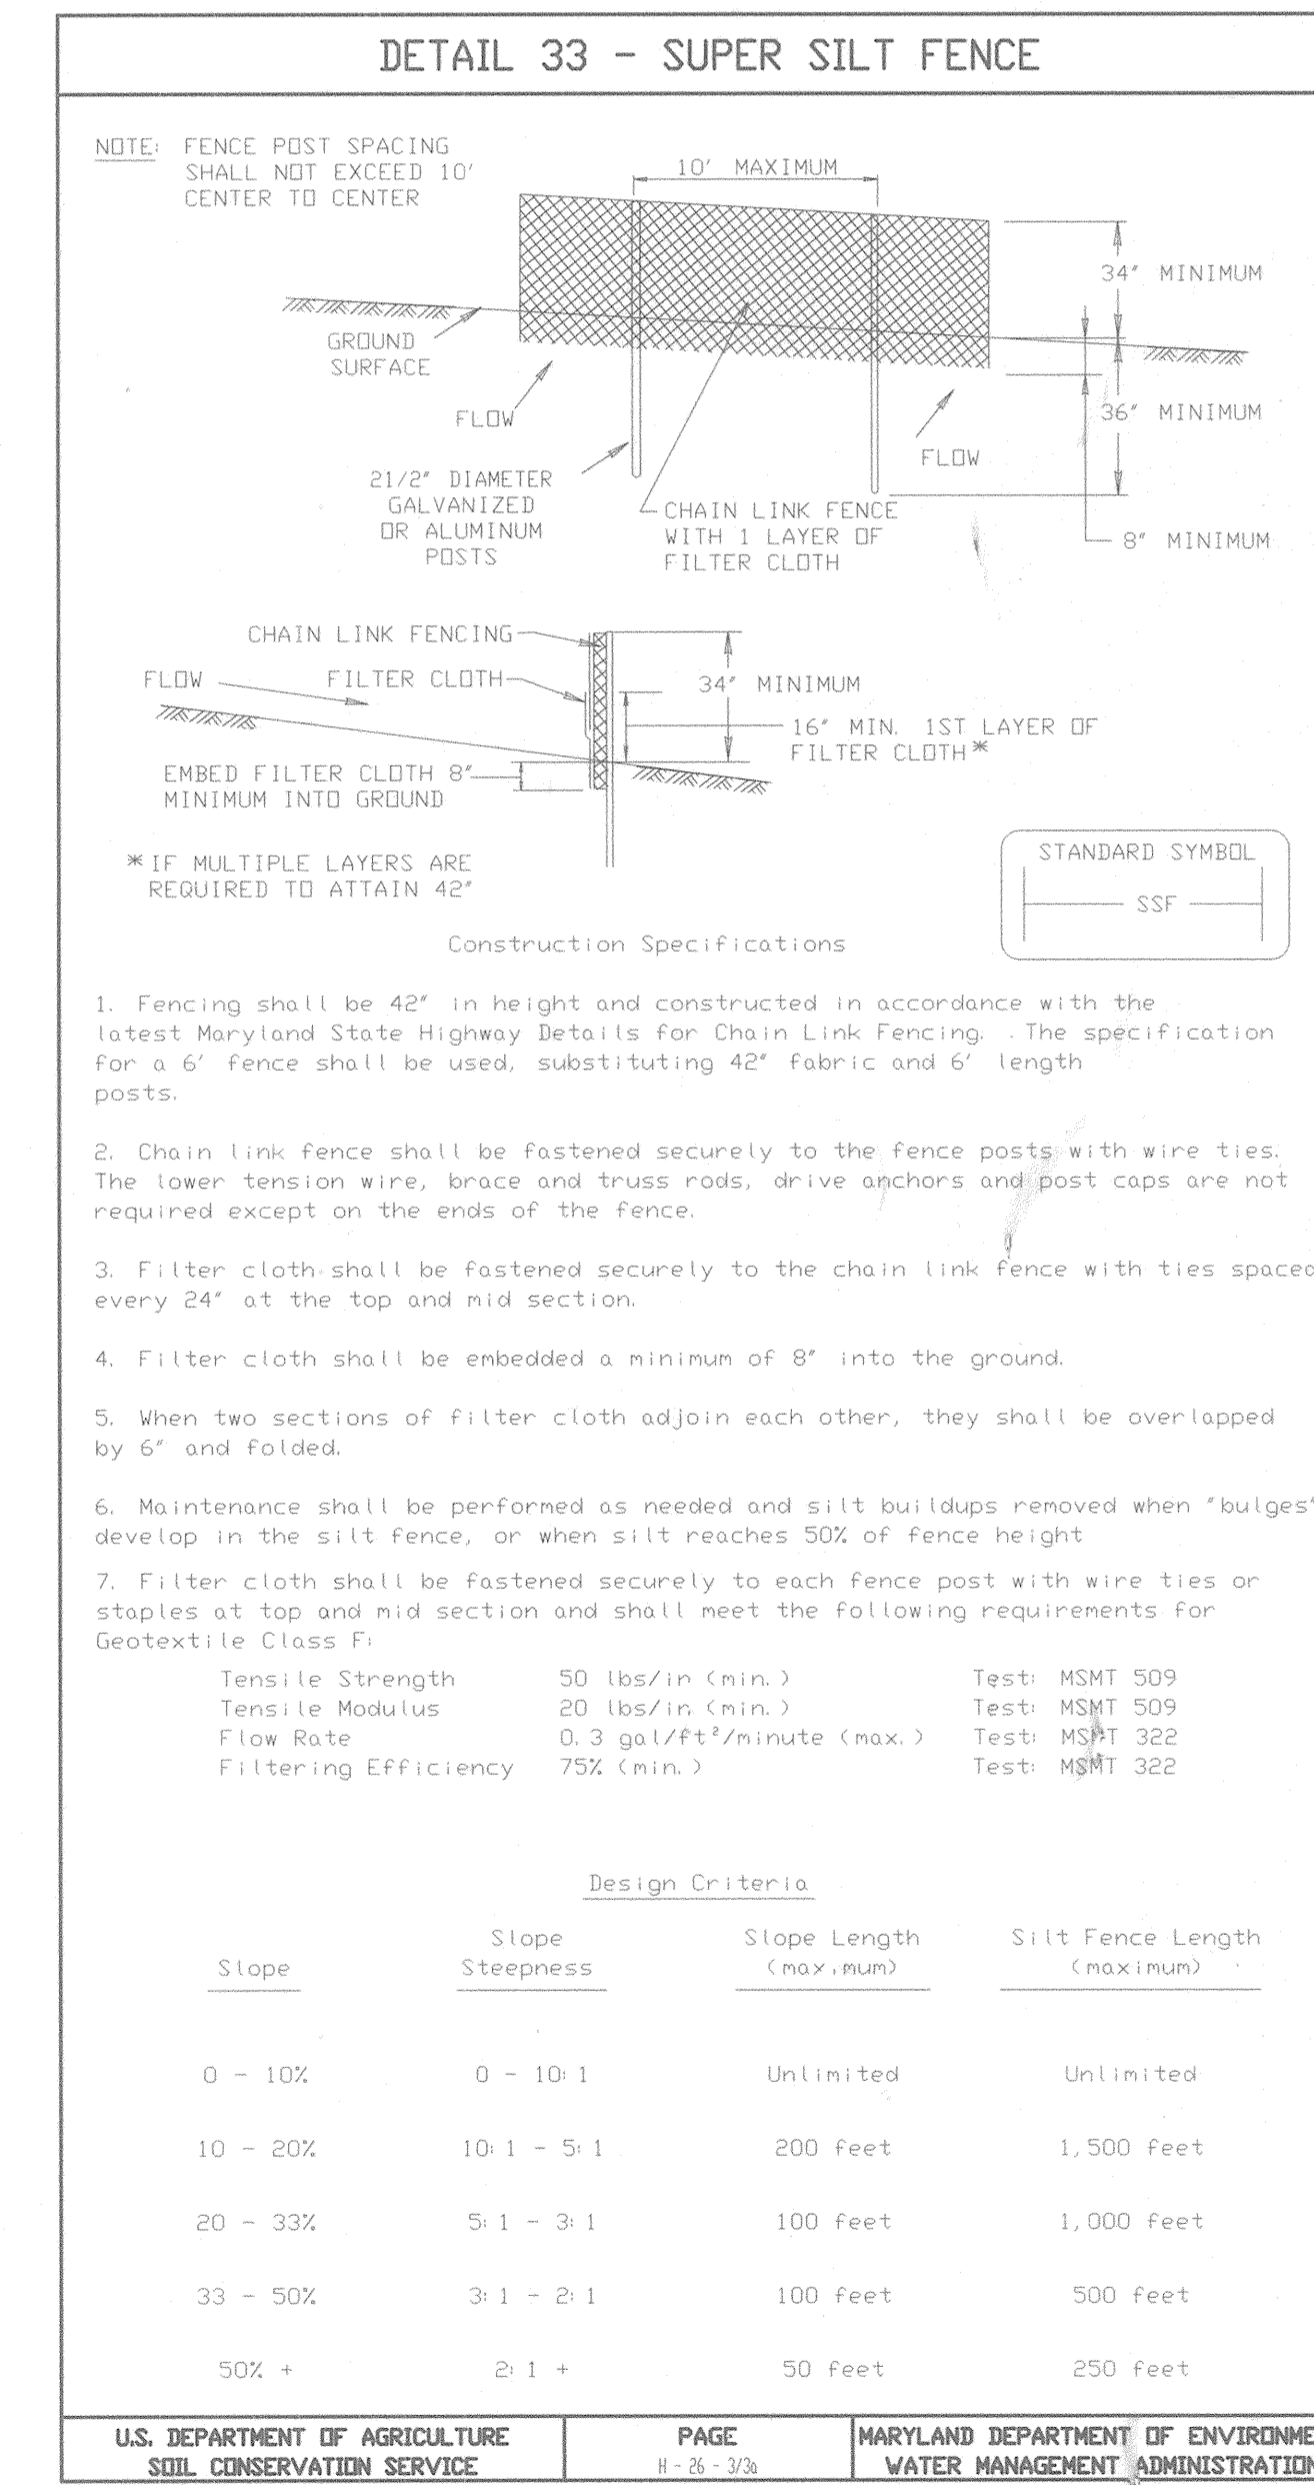 DETAIL 33 - SUPER SILT FENCE
NOTE: FENCE POST SPACING
SHALL NOT EXCEED 10'
CENTER TO CENTER
10' MAXIMUM
34" MINIMUM
GROUND
SURFACE
FLOW
36" MINIMUM
FLOW
21/2" DIAMETER
GALVANIZED
OR ALUMINUM
POSTS
CHAIN LINK FENCE
WITH 1 LAYER OF
FILTER CLOTH
8" MINIMUM
CHAIN LINK FENCING
FLOW
FILTER CLOTH
34" MINIMUM
16" MIN. 1ST LAYER OF
FILTER CLOTH*
EMBED FILTER CLOTH 8"
MINIMUM INTO GROUND
*IF MULTIPLE LAYERS ARE
REQUIRED TO ATTAIN 42"
STANDARD SYMBOL
SSF
Construction Specifications
1. Fencing shall be 42" in height and constructed in accordance with the
latest Maryland State Highway Details for Chain Link Fencing. The specification
for a 6' fence shall be used, substituting 42" fabric and 6' length
posts.
2. Chain link fence shall be fastened securely to the fence posts with wire ties.
The lower tension wire, brace and truss rods, drive anchors and post caps are not
required except on the ends of the fence.
3. Filter cloth shall be fastened securely to the chain link fence with ties spaced
every 24" at the top and mid section.
4. Filter cloth shall be embedded a minimum of 8" into the ground.
5. When two sections of filter cloth adjoin each other, they shall be overlapped
by 6" and folded.
6. Maintenance shall be performed as needed and silt buildups removed when "bulges"
develop in the silt fence, or when silt reaches 50% of fence height
7. Filter cloth shall be fastened securely to each fence post with wire ties or
staples at top and mid section and shall meet the following requirements for
Geotextile Class F:
Tensile Strength 50 lbs/in (min.) Test: MSMT 509
Tensile Modulus 20 lbs/in (min.) Test: MSMT 509
Flow Rate 0.3 gal/ft²/minute (max.) Test: MSMT 322
Filtering Efficiency 75% (min.) Test: MSMT 322
Design Criteria
Slope Slope Length Silt Fence Length
Slope Steepness (maximum) (maximum)
0 - 10% 0 - 10:1 Unlimited Unlimited
10 - 20% 10:1 - 5:1 200 feet 1,500 feet
20 - 33% 5:1 - 3:1 100 feet 1,000 feet
33 - 50% 3:1 - 2:1 100 feet 500 feet
50% + 2:1 + 50 feet 250 feet
U.S. DEPARTMENT OF AGRICULTURE
SOIL CONSERVATION SERVICE
PAGE
H - 26 - 3/3a
MARYLAND DEPARTMENT OF ENVIRONME
WATER MANAGEMENT ADMINISTRATION